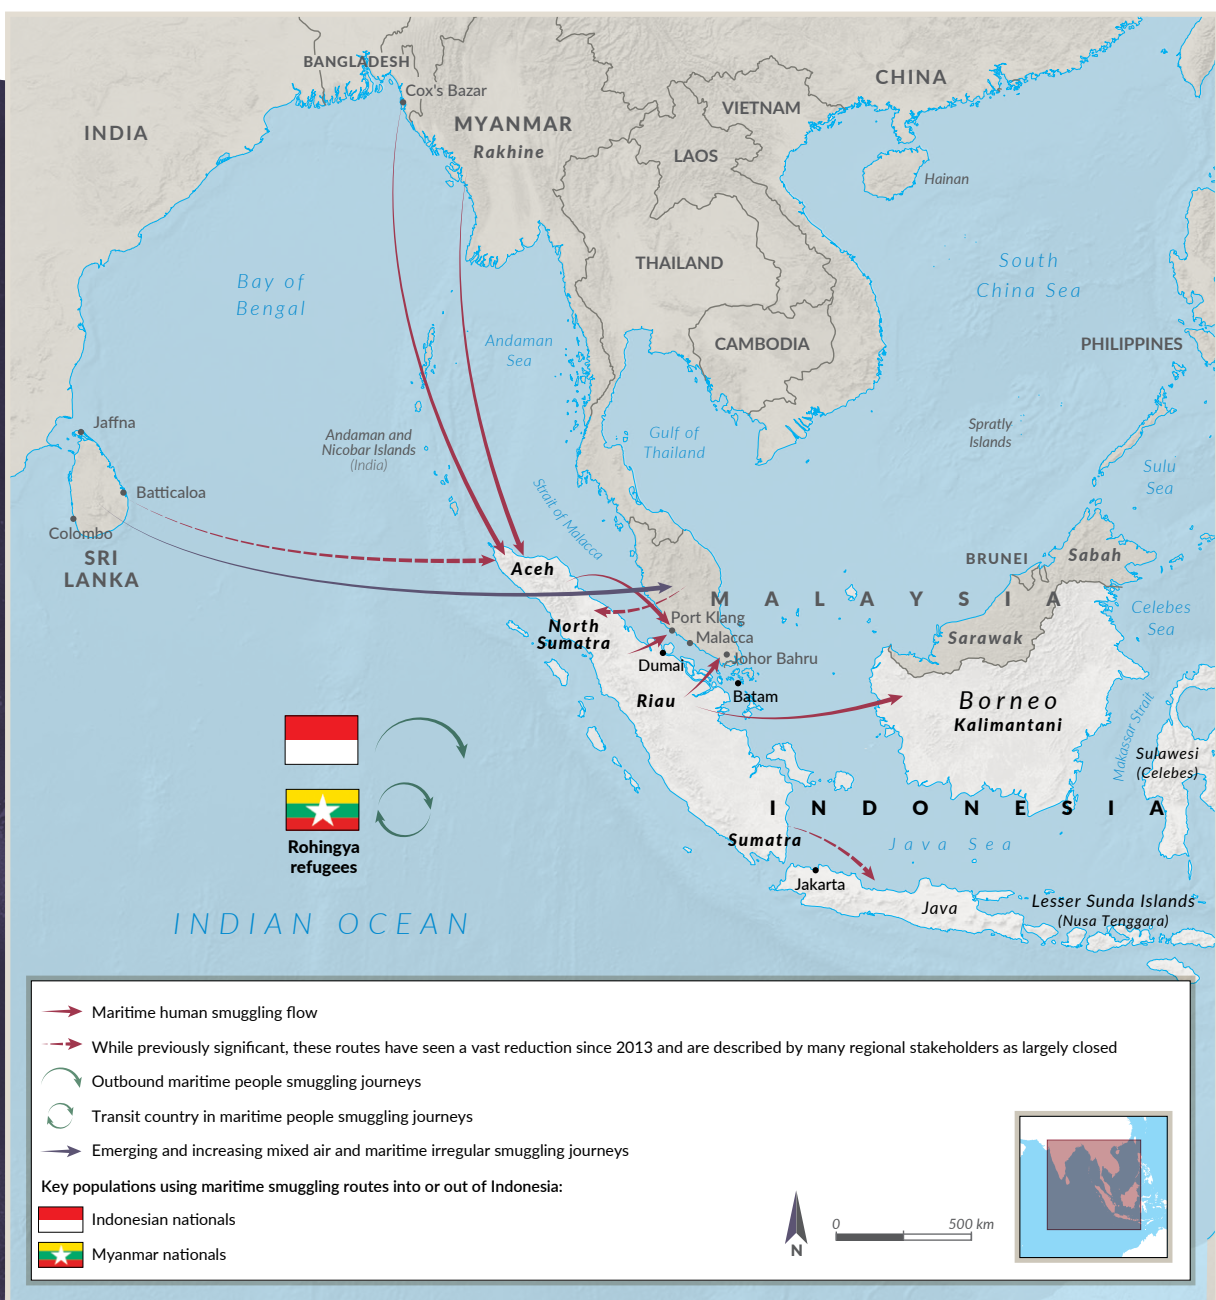 BANGLADESH
Cox's Bazar
CHINA
INDIA
MYANMAR
Rakhine
VIETNAM
LAOS
Hainan
THAILAND
Bay of
Bengal
South
China Sea
Andaman
Sea
CAMBODIA
PHILIPPINES
Jaffna
Andaman and
Nicobar Islands
(India)
Gulf of
Thailand
Spratly
Islands
Sulu
Sea
Batticaloa
Colombo
SRI
LANKA
Strait of Malacca
Aceh
BRUNEI
Sabah
MALAYSIA
Celebes
Sea
Port Klang
North
Sumatra
Malacca
Sarawak
Dumai
Johor Bahru
Riau
Batam
Borneo
Kalimantani
Makassar Strait
Sulawesi
(Celebes)
INDONESIA
Rohingya
refugees
Sumatra
Java Sea
Jakarta
Java
Lesser Sunda Islands
(Nusa Tenggara)
INDIAN OCEAN
Maritime human smuggling flow
While previously significant, these routes have seen a vast reduction since 2013 and are described by many regional stakeholders as largely closed
Outbound maritime people smuggling journeys
Transit country in maritime people smuggling journeys
Emerging and increasing mixed air and maritime irregular smuggling journeys
Key populations using maritime smuggling routes into or out of Indonesia:
Indonesian nationals
Myanmar nationals
N
0 500 km